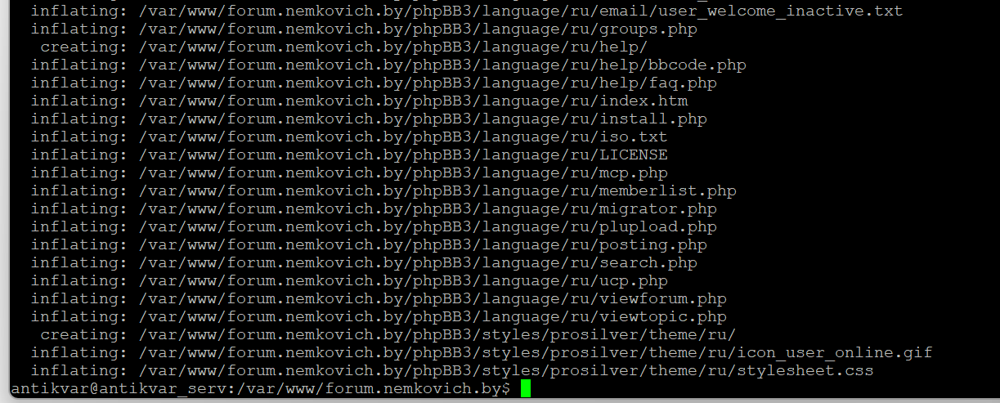 inflating: /var/www/forum.nemkovich.by/phpBB3/language/ru/email/user_welcome_inactive.txt
inflating: /var/www/forum.nemkovich.by/phpBB3/language/ru/groups.php
creating: /var/www/forum.nemkovich.by/phpBB3/language/ru/help/
inflating: /var/www/forum.nemkovich.by/phpBB3/language/ru/help/bbcode.php
inflating: /var/www/forum.nemkovich.by/phpBB3/language/ru/help/faq.php
inflating: /var/www/forum.nemkovich.by/phpBB3/language/ru/index.htm
inflating: /var/www/forum.nemkovich.by/phpBB3/language/ru/install.php
inflating: /var/www/forum.nemkovich.by/phpBB3/language/ru/iso.txt
inflating: /var/www/forum.nemkovich.by/phpBB3/language/ru/LICENSE
inflating: /var/www/forum.nemkovich.by/phpBB3/language/ru/mcp.php
inflating: /var/www/forum.nemkovich.by/phpBB3/language/ru/memberlist.php
inflating: /var/www/forum.nemkovich.by/phpBB3/language/ru/migrator.php
inflating: /var/www/forum.nemkovich.by/phpBB3/language/ru/plupload.php
inflating: /var/www/forum.nemkovich.by/phpBB3/language/ru/posting.php
inflating: /var/www/forum.nemkovich.by/phpBB3/language/ru/search.php
inflating: /var/www/forum.nemkovich.by/phpBB3/language/ru/ucp.php
inflating: /var/www/forum.nemkovich.by/phpBB3/language/ru/viewforum.php
inflating: /var/www/forum.nemkovich.by/phpBB3/language/ru/viewtopic.php
creating: /var/www/forum.nemkovich.by/phpBB3/styles/prosilver/theme/ru/
inflating: /var/www/forum.nemkovich.by/phpBB3/styles/prosilver/theme/ru/icon_user_online.gif
inflating: /var/www/forum.nemkovich.by/phpBB3/styles/prosilver/theme/ru/stylesheet.css
antikvar@antikvar_serv:/var/www/forum.nemkovich.by$